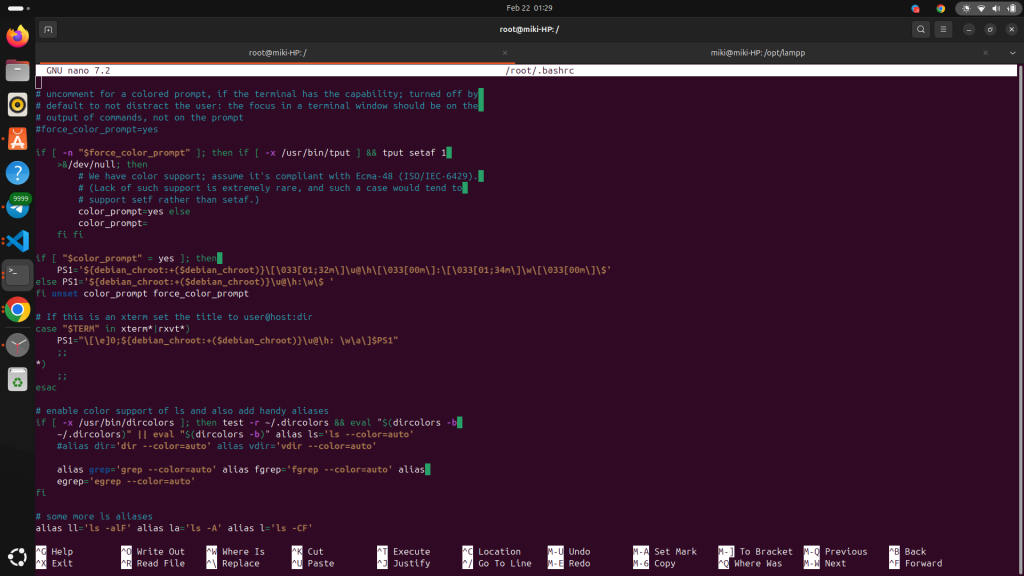 Feb 22 01:29
root@miki-HP: /
root@miki-HP: /
miki@miki-HP: /opt/lampp
GNU nano 7.2 /root/.bashrc
# uncomment for a colored prompt, if the terminal has the capability; turned off by
# default to not distract the user: the focus in a terminal window should be on the
# output of commands, not on the prompt
#force_color_prompt=yes
if [ -n "$force_color_prompt" ]; then if [ -x /usr/bin/tput ] && tput setaf 1
>&/dev/null; then
# We have color support; assume it's compliant with Ecma-48 (ISO/IEC-6429).
# (Lack of such support is extremely rare, and such a case would tend to
# support setf rather than setaf.)
color_prompt=yes else
color_prompt=
fi fi
if [ "$color_prompt" = yes ]; then
PS1='${debian_chroot:+($debian_chroot)}\[\033[01;32m\]\u@\h\[\033[00m\]:\[\033[01;34m\]\w\[\033[00m\]\$'
else PS1='${debian_chroot:+($debian_chroot)}\u@\h:\w\$ '
fi unset color_prompt force_color_prompt
# If this is an xterm set the title to user@host:dir
case "$TERM" in xterm*|rxvt*)
PS1="\[\e]0;${debian_chroot:+($debian_chroot)}\u@\h: \w\a\]$PS1"
;;
*)
;;
esac
# enable color support of ls and also add handy aliases
if [ -x /usr/bin/dircolors ]; then test -r ~/.dircolors && eval "$(dircolors -b
~/.dircolors)" || eval "$(dircolors -b)" alias ls='ls --color=auto'
#alias dir='dir --color=auto' alias vdir='vdir --color=auto'
alias grep='grep --color=auto' alias fgrep='fgrep --color=auto' alias
egrep='egrep --color=auto'
fi
# some more ls aliases
alias ll='ls -alF' alias la='ls -A' alias l='ls -CF'
^G Help ^O Write Out ^W Where Is ^K Cut ^T Execute ^C Location M-U Undo M-A Set Mark M-] To Bracket M-Q Previous ^B Back
^X Exit ^R Read File ^\ Replace ^U Paste ^J Justify ^/ Go To Line M-E Redo M-6 Copy ^Q Where Was M-W Next ^F Forward
9999